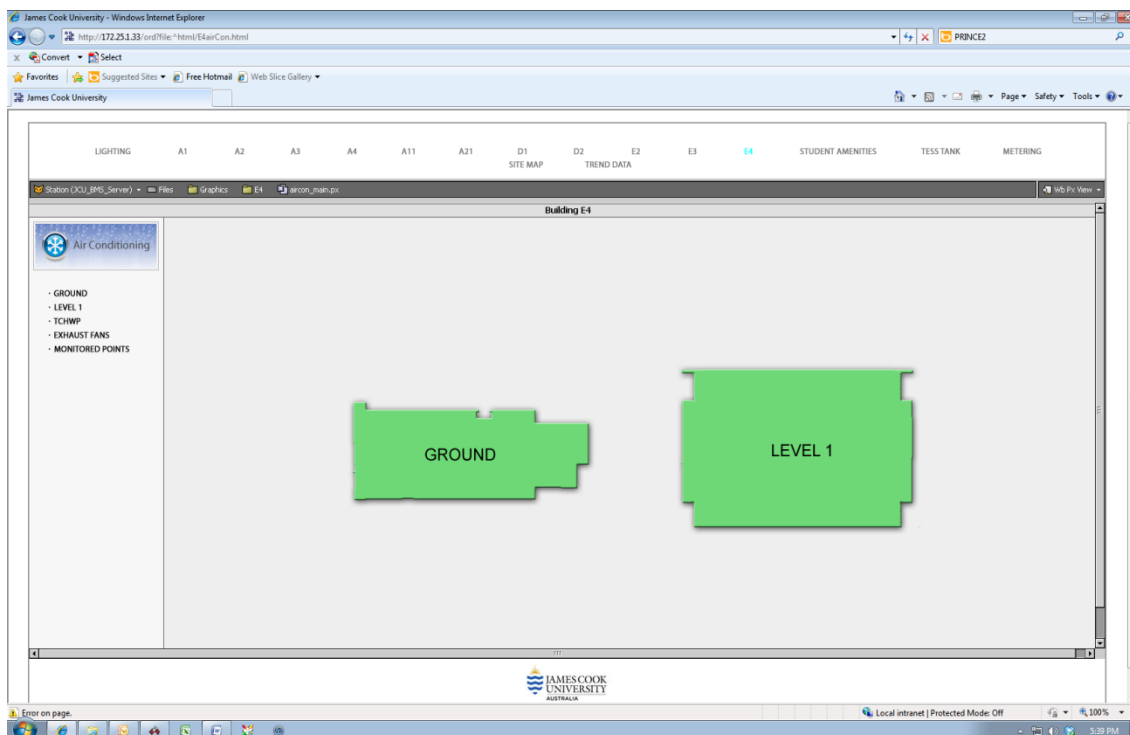 James Cook University - Windows Internet Explorer
http://172.25.1.33/ord?file:^html/E4airCon.html
PRINCE2
x Convert Select
Favorites Suggested Sites Free Hotmail Web Slice Gallery
James Cook University Page Safety Tools
LIGHTING A1 A2 A3 A4 A11 A21 D1 D2 E2 E3 E4 STUDENT AMENITIES TESS TANK METERING
SITE MAP TREND DATA
Station (JCU_BMS_Server) Files Graphics E4 aircon_main.px Wb Px View
Building E4
Air Conditioning
· GROUND
· LEVEL 1
· TCHWP
· EXHAUST FANS
· MONITORED POINTS
GROUND
LEVEL 1
JAMES COOK
UNIVERSITY
AUSTRALIA
Error on page. Local intranet | Protected Mode: Off 100%
5:39 PM